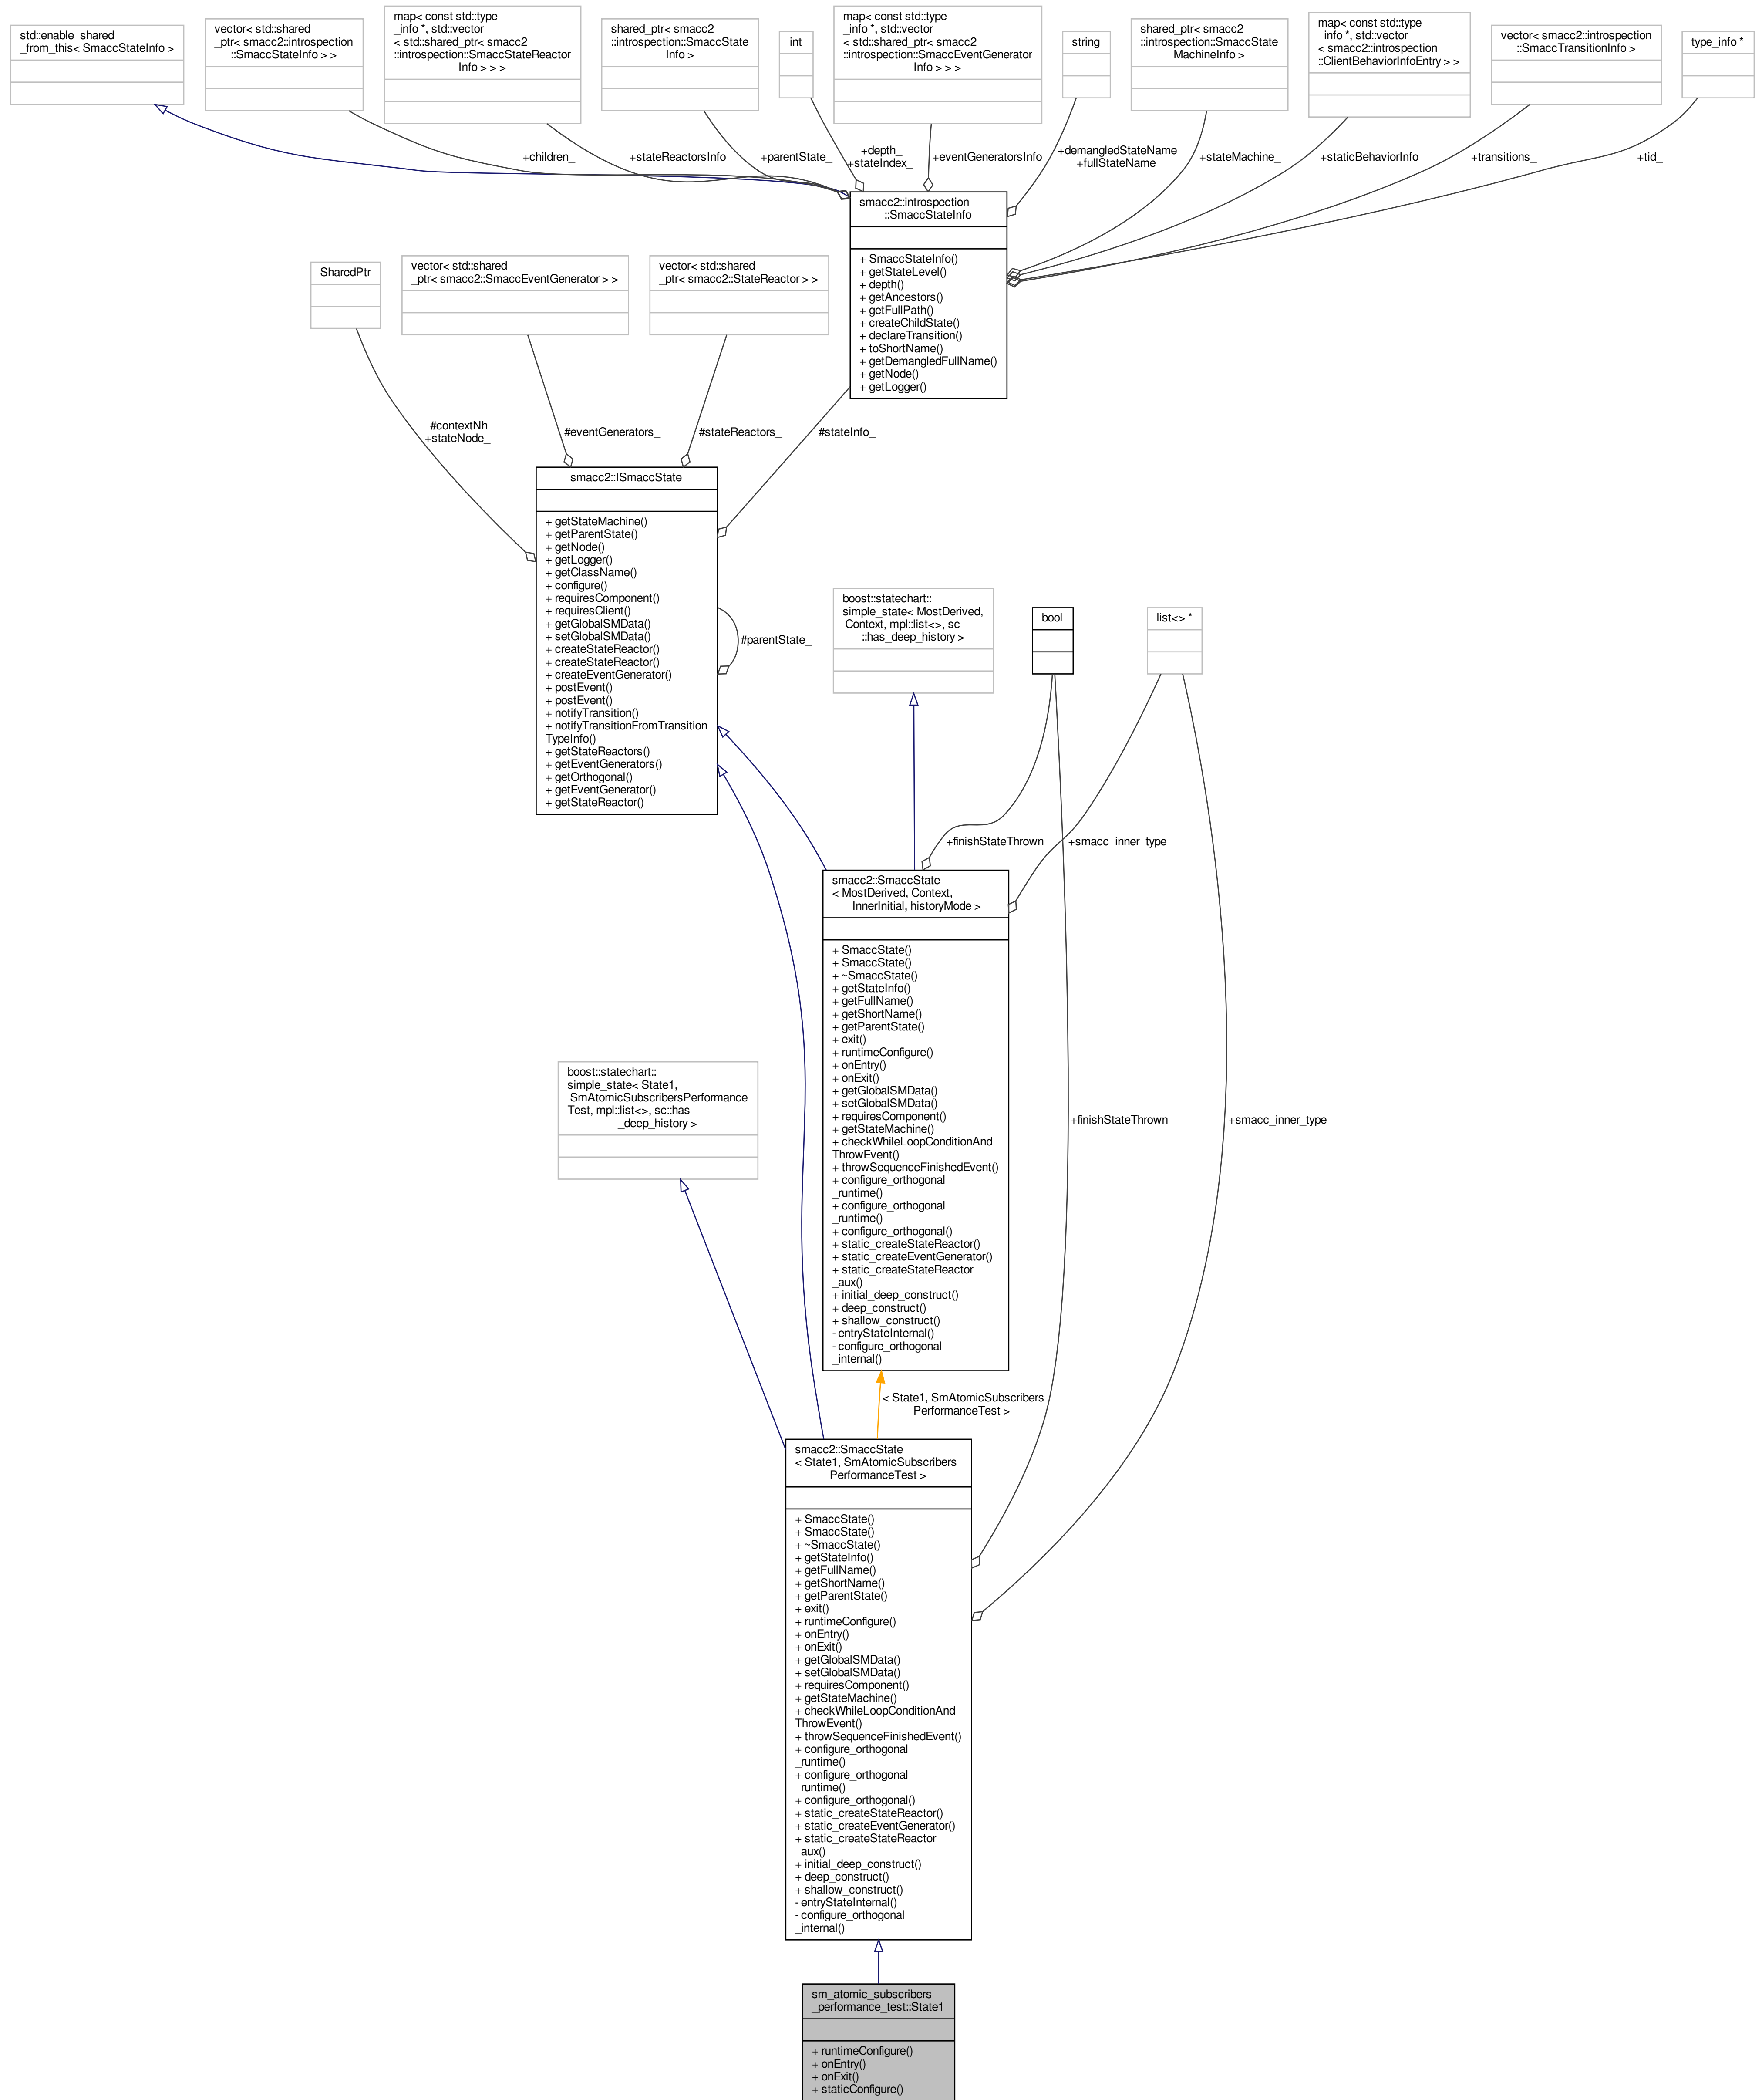 std::enable_shared
_from_this< SmaccStateInfo >
vector< std::shared
_ptr< smacc2::introspection
::SmaccStateInfo > >
map< const std::type
_info *, std::vector
< std::shared_ptr< smacc2
::introspection::SmaccStateReactor
Info > > >
shared_ptr< smacc2
::introspection::SmaccState
Info >
int
map< const std::type
_info *, std::vector
< std::shared_ptr< smacc2
::introspection::SmaccEventGenerator
Info > > >
string
shared_ptr< smacc2
::introspection::SmaccState
MachineInfo >
map< const std::type
_info *, std::vector
< smacc2::introspection
::ClientBehaviorInfoEntry > >
vector< smacc2::introspection
::SmaccTransitionInfo >
type_info *
+children_
+stateReactorsInfo
+parentState_
+depth_
+stateIndex_
+eventGeneratorsInfo
+demangledStateName
+fullStateName
+stateMachine_
+staticBehaviorInfo
+transitions_
+tid_
smacc2::introspection
::SmaccStateInfo
+ SmaccStateInfo()
+ getStateLevel()
+ depth()
+ getAncestors()
+ getFullPath()
+ createChildState()
+ declareTransition()
+ toShortName()
+ getDemangledFullName()
+ getNode()
+ getLogger()
SharedPtr
vector< std::shared
_ptr< smacc2::SmaccEventGenerator > >
vector< std::shared
_ptr< smacc2::StateReactor > >
#contextNh
+stateNode_
#eventGenerators_
#stateReactors_
#stateInfo_
smacc2::ISmaccState
+ getStateMachine()
+ getParentState()
+ getNode()
+ getLogger()
+ getClassName()
+ configure()
+ requiresComponent()
+ requiresClient()
+ getGlobalSMData()
+ setGlobalSMData()
+ createStateReactor()
+ createStateReactor()
+ createEventGenerator()
+ postEvent()
+ postEvent()
+ notifyTransition()
+ notifyTransitionFromTransition
TypeInfo()
+ getStateReactors()
+ getEventGenerators()
+ getOrthogonal()
+ getEventGenerator()
+ getStateReactor()
#parentState_
boost::statechart::
simple_state< MostDerived,
Context, mpl::list<>, sc
::has_deep_history >
bool
list<> *
+finishStateThrown
+smacc_inner_type
smacc2::SmaccState
< MostDerived, Context,
InnerInitial, historyMode >
+ SmaccState()
+ SmaccState()
+ ~SmaccState()
+ getStateInfo()
+ getFullName()
+ getShortName()
+ getParentState()
+ exit()
+ runtimeConfigure()
+ onEntry()
+ onExit()
+ getGlobalSMData()
+ setGlobalSMData()
+ requiresComponent()
+ getStateMachine()
+ checkWhileLoopConditionAnd
ThrowEvent()
+ throwSequenceFinishedEvent()
+ configure_orthogonal
_runtime()
+ configure_orthogonal
_runtime()
+ configure_orthogonal()
+ static_createStateReactor()
+ static_createEventGenerator()
+ static_createStateReactor
_aux()
+ initial_deep_construct()
+ deep_construct()
+ shallow_construct()
- entryStateInternal()
- configure_orthogonal
_internal()
boost::statechart::
simple_state< State1,
SmAtomicSubscribersPerformance
Test, mpl::list<>, sc::has
_deep_history >
+finishStateThrown
+smacc_inner_type
< State1, SmAtomicSubscribers
PerformanceTest >
smacc2::SmaccState
< State1, SmAtomicSubscribers
PerformanceTest >
+ SmaccState()
+ SmaccState()
+ ~SmaccState()
+ getStateInfo()
+ getFullName()
+ getShortName()
+ getParentState()
+ exit()
+ runtimeConfigure()
+ onEntry()
+ onExit()
+ getGlobalSMData()
+ setGlobalSMData()
+ requiresComponent()
+ getStateMachine()
+ checkWhileLoopConditionAnd
ThrowEvent()
+ throwSequenceFinishedEvent()
+ configure_orthogonal
_runtime()
+ configure_orthogonal
_runtime()
+ configure_orthogonal()
+ static_createStateReactor()
+ static_createEventGenerator()
+ static_createStateReactor
_aux()
+ initial_deep_construct()
+ deep_construct()
+ shallow_construct()
- entryStateInternal()
- configure_orthogonal
_internal()
sm_atomic_subscribers
_performance_test::State1
+ runtimeConfigure()
+ onEntry()
+ onExit()
+ staticConfigure()